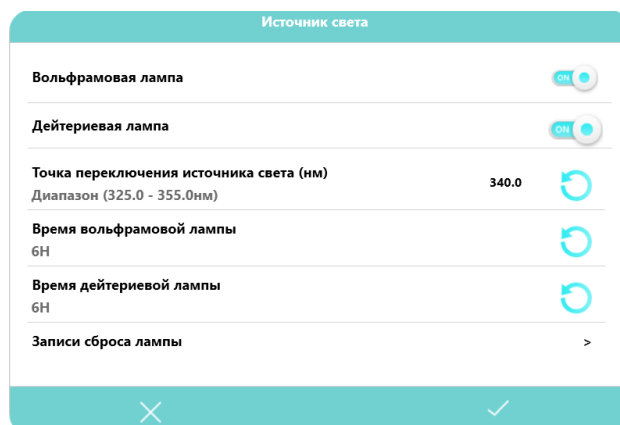 Источник света
Вольфрамовая лампа
ON
Дейтериевая лампа
ON
Точка переключения источника света (нм)
340.0
Диапазон (325.0 - 355.0нм)
Время вольфрамовой лампы
6H
Время дейтериевой лампы
6H
Записи сброса лампы >